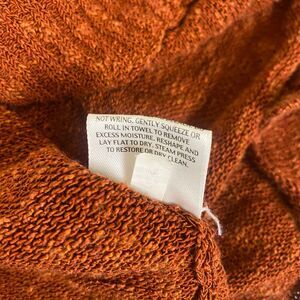 NOT WRING. GENTLY SQUEEZE OR
ROLL IN TOWEL TO REMOVE
EXCESS MOISTURE. RESHAPE AND
LAY FLAT TO DRY. STEAM PRESS
TO RESTORE OR DRY CLEAN.